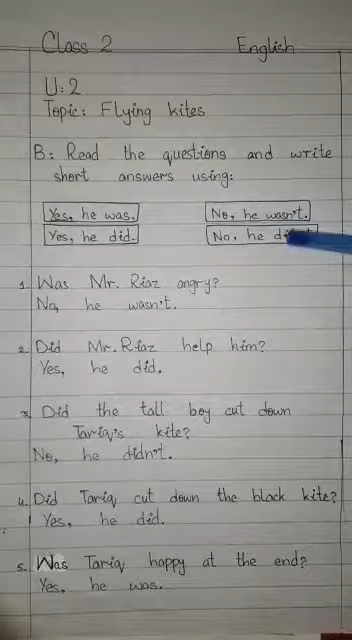 Class 2 English
U:2
Topic: Flying kites
B: Read the questions and write
short answers using:
Yes, he was. No, he wasn't.
Yes, he did. No, he
1. Was Mr. Riaz angry?
No, he wasn't.
2. Did Mr. Riaz help him?
Yes, he did.
3. Did the tall boy cut down
Tariq's kite?
No, he didn't.
4. Did Tariq cut down the black kite?
Yes, he did.
5. Was Tariq happy at the end?
Yes, he was.